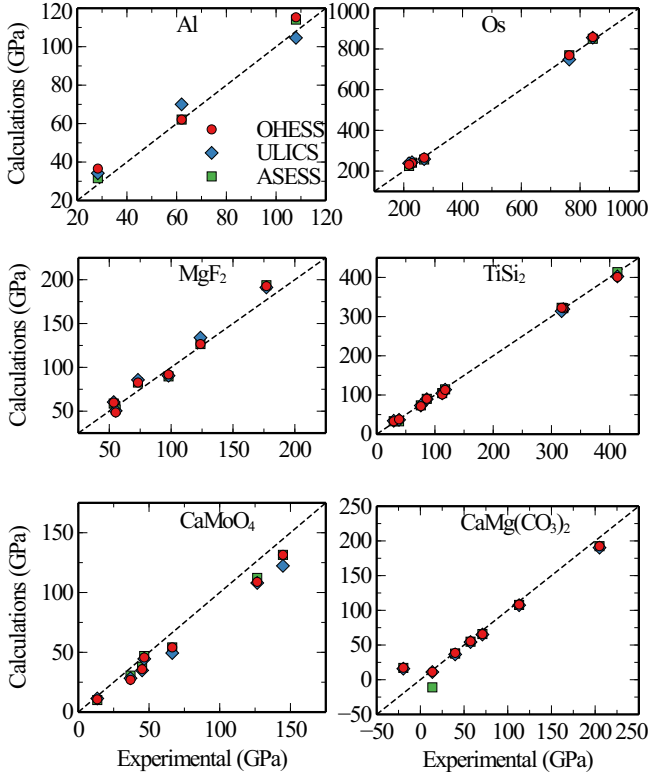 Al
Calculations (GPa)
120
100
80
60
40
20
20 40 60 80 100 120
OHESS
ULICS
ASESS
Os
1000
800
600
400
200
200 400 600 800 1000
MgF2
Calculations (GPa)
200
150
100
50
50 100 150 200
TiSi2
400
300
200
100
0
0 100 200 300 400
CaMoO4
Calculations (GPa)
150
100
50
0
0 50 100 150
Experimental (GPa)
CaMg(CO3)2
250
200
150
100
50
0
−50
−50 0 50 100 150 200 250
Experimental (GPa)